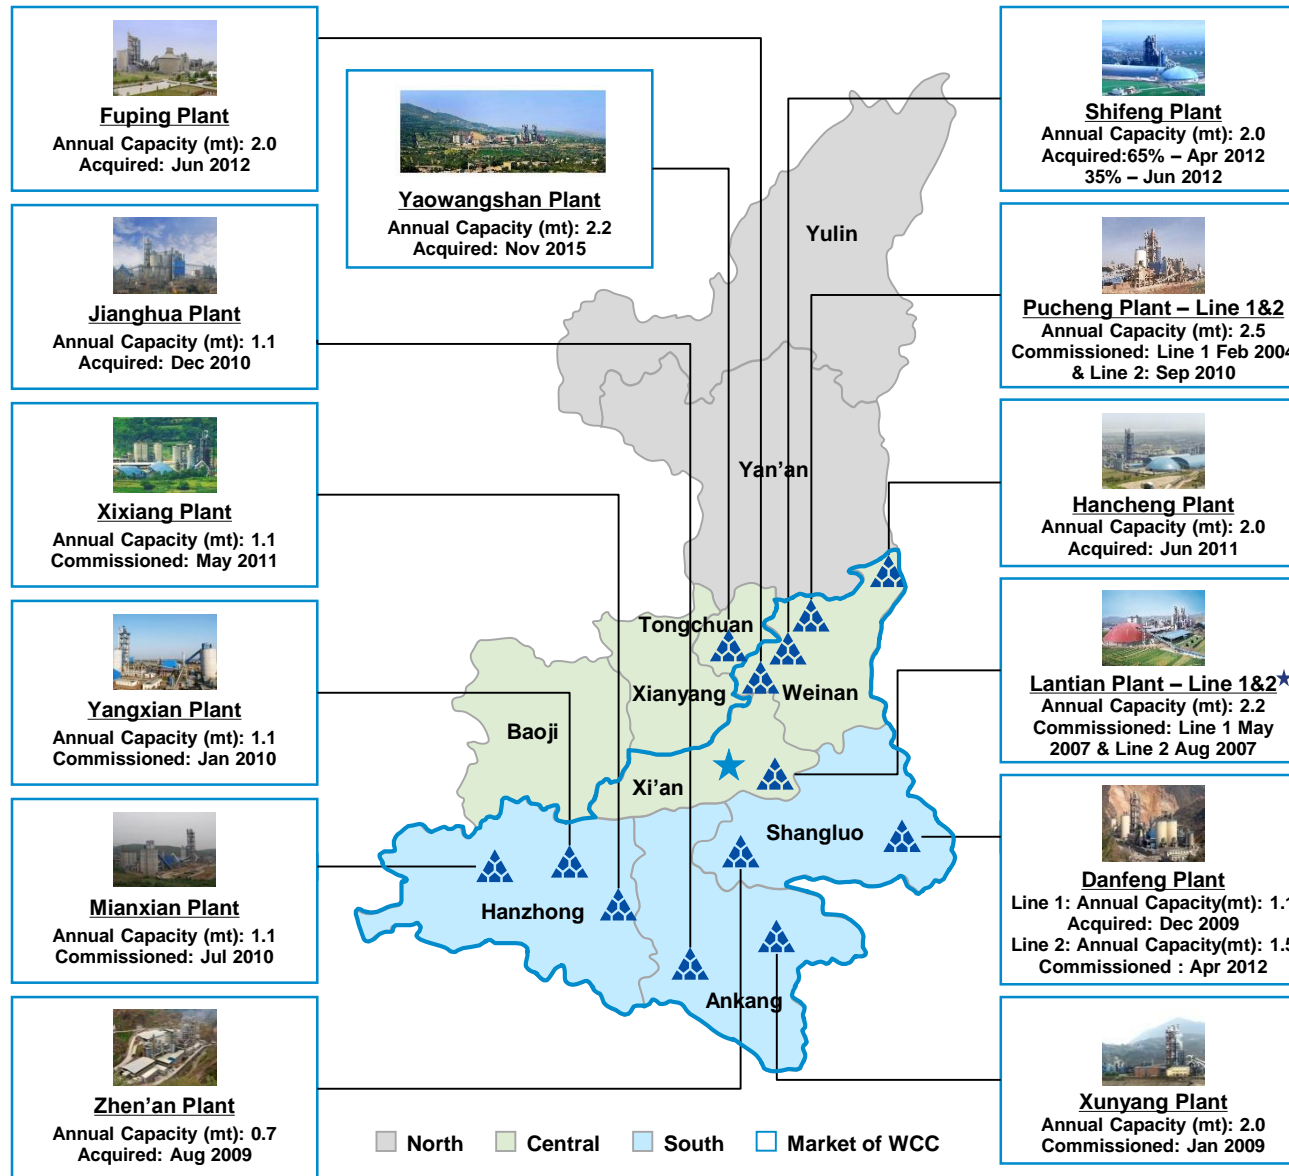 Fuping Plant
Annual Capacity (mt): 2.0
Acquired: Jun 2012
Jianghua Plant
Annual Capacity (mt): 1.1
Acquired: Dec 2010
Xixiang Plant
Annual Capacity (mt): 1.1
Commissioned: May 2011
Yangxian Plant
Annual Capacity (mt): 1.1
Commissioned: Jan 2010
Mianxian Plant
Annual Capacity (mt): 1.1
Commissioned: Jul 2010
Zhen'an Plant
Annual Capacity (mt): 0.7
Acquired: Aug 2009
Yaowangshan Plant
Annual Capacity (mt): 2.2
Acquired: Nov 2015
Yulin
Yan'an
Tongchuan
Xianyang
Weinan
Baoji
Xi'an
Shangluo
Hanzhong
Ankang
North
Central
South
Market of WCC
Shifeng Plant
Annual Capacity (mt): 2.0
Acquired:65% – Apr 2012
35% – Jun 2012
Pucheng Plant – Line 1&2
Annual Capacity (mt): 2.5
Commissioned: Line 1 Feb 2004
& Line 2: Sep 2010
Hancheng Plant
Annual Capacity (mt): 2.0
Acquired: Jun 2011
Lantian Plant – Line 1&2
Annual Capacity (mt): 2.2
Commissioned: Line 1 May
2007 & Line 2 Aug 2007
Danfeng Plant
Line 1: Annual Capacity(mt): 1.1
Acquired: Dec 2009
Line 2: Annual Capacity(mt): 1.5
Commissioned : Apr 2012
Xunyang Plant
Annual Capacity (mt): 2.0
Commissioned: Jan 2009